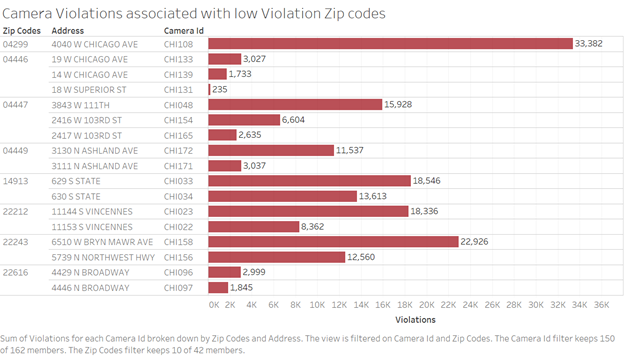 Camera Violations associated with low Violation Zip codes
Zip Codes Address Camera Id
04299 4040 W CHICAGO AVE CHI108 33,382
04446 19 W CHICAGO AVE CHI133 3,027
14 W CHICAGO AVE CHI139 1,733
18 W SUPERIOR ST CHI131 235
04447 3843 W 111TH CHI048 15,928
2416 W 103RD ST CHI154 6,604
2417 W 103RD ST CHI165 2,635
04449 3130 N ASHLAND AVE CHI172 11,537
3111 N ASHLAND AVE CHI171 3,037
14913 629 S STATE CHI033 18,546
630 S STATE CHI034 13,613
22212 11144 S VINCENNES CHI023 18,336
11153 S VINCENNES CHI022 8,362
22243 6510 W BRYN MAWR AVE CHI158 22,926
5739 N NORTHWEST HWY CHI156 12,560
22616 4429 N BROADWAY CHI096 2,999
4446 N BROADWAY CHI097 1,845
0K 2K 4K 6K 8K 10K 12K 14K 16K 18K 20K 22K 24K 26K 28K 30K 32K 34K 36K
Violations
Sum of Violations for each Camera Id broken down by Zip Codes and Address. The view is filtered on Camera Id and Zip Codes. The Camera Id filter keeps 150
of 162 members. The Zip Codes filter keeps 10 of 42 members.